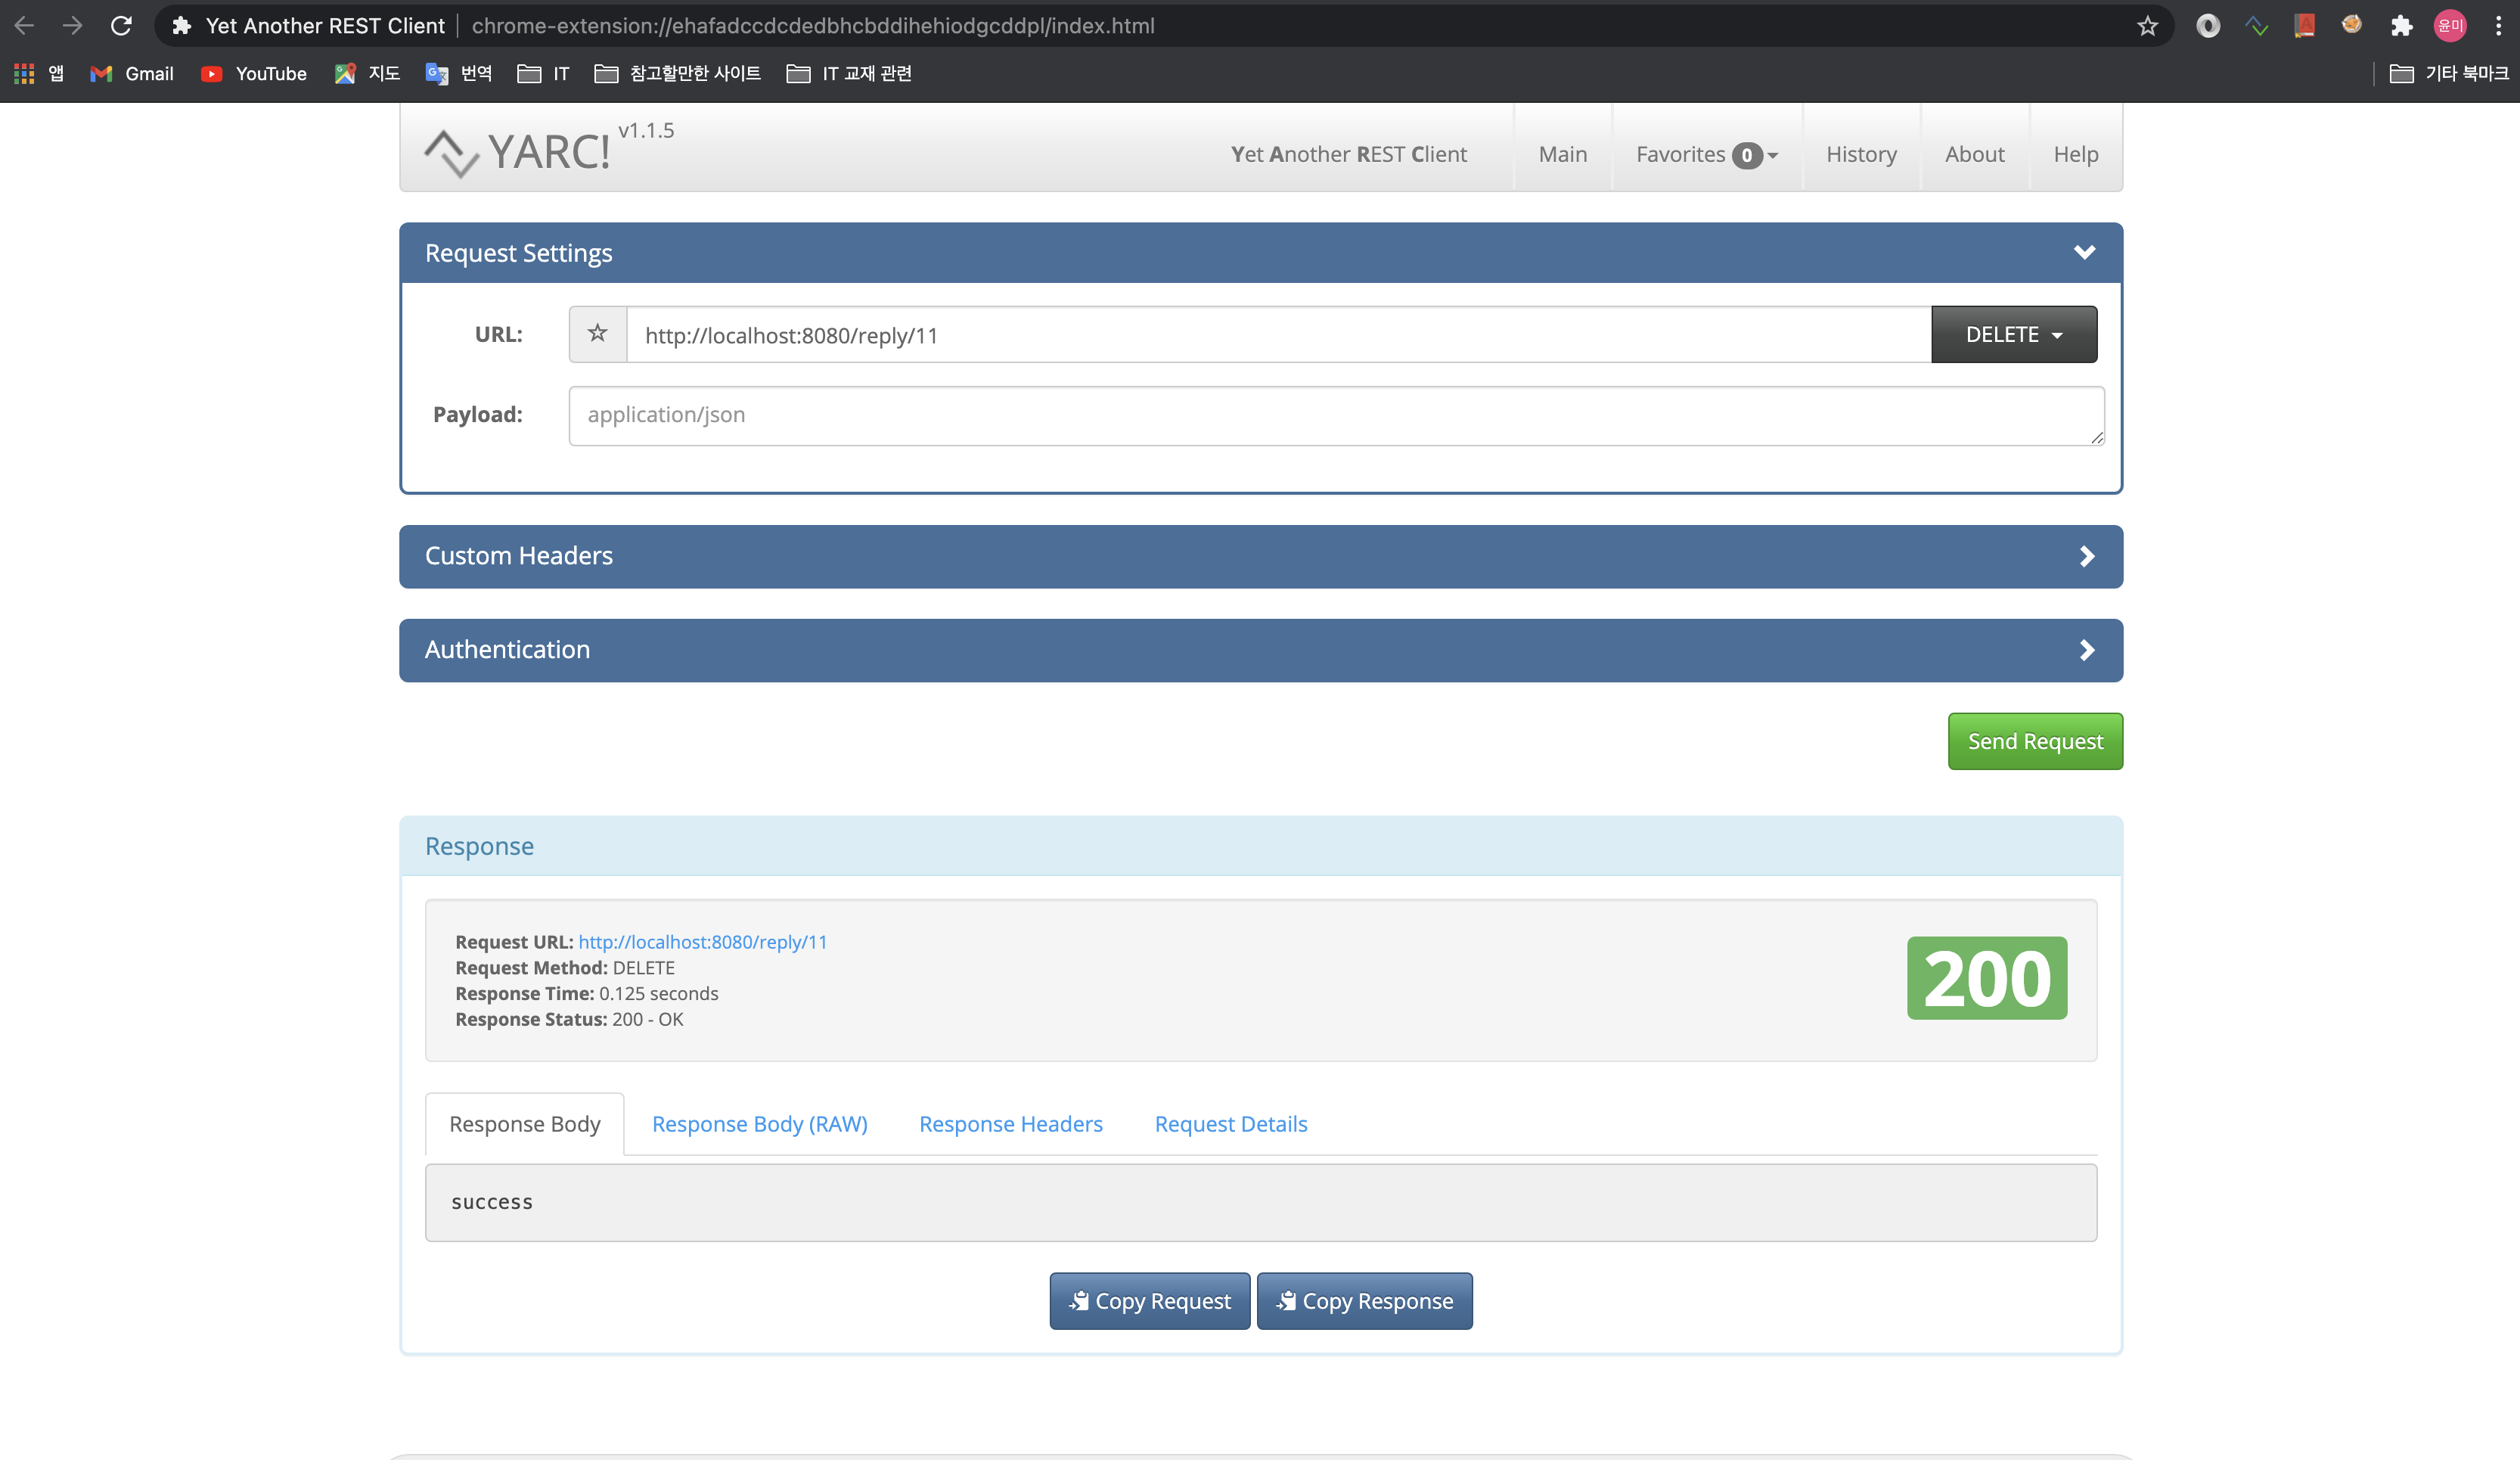 Yet Another REST Client chrome-extension://ehafadccdcdedbhcbddihehiodgcddpl/index.html 윤미
앱 Gmail YouTube 지도 번역 IT 참고할만한 사이트 IT 교재 관련 기타 북마크
YARC! v1.1.5 Yet Another REST Client Main Favorites 0 History About Help
Request Settings
URL: http://localhost:8080/reply/11 DELETE
Payload: application/json
Custom Headers
Authentication
Send Request
Response
Request URL: http://localhost:8080/reply/11
Request Method: DELETE
Response Time: 0.125 seconds
Response Status: 200 - OK
200
Response Body Response Body (RAW) Response Headers Request Details
success
Copy Request Copy Response